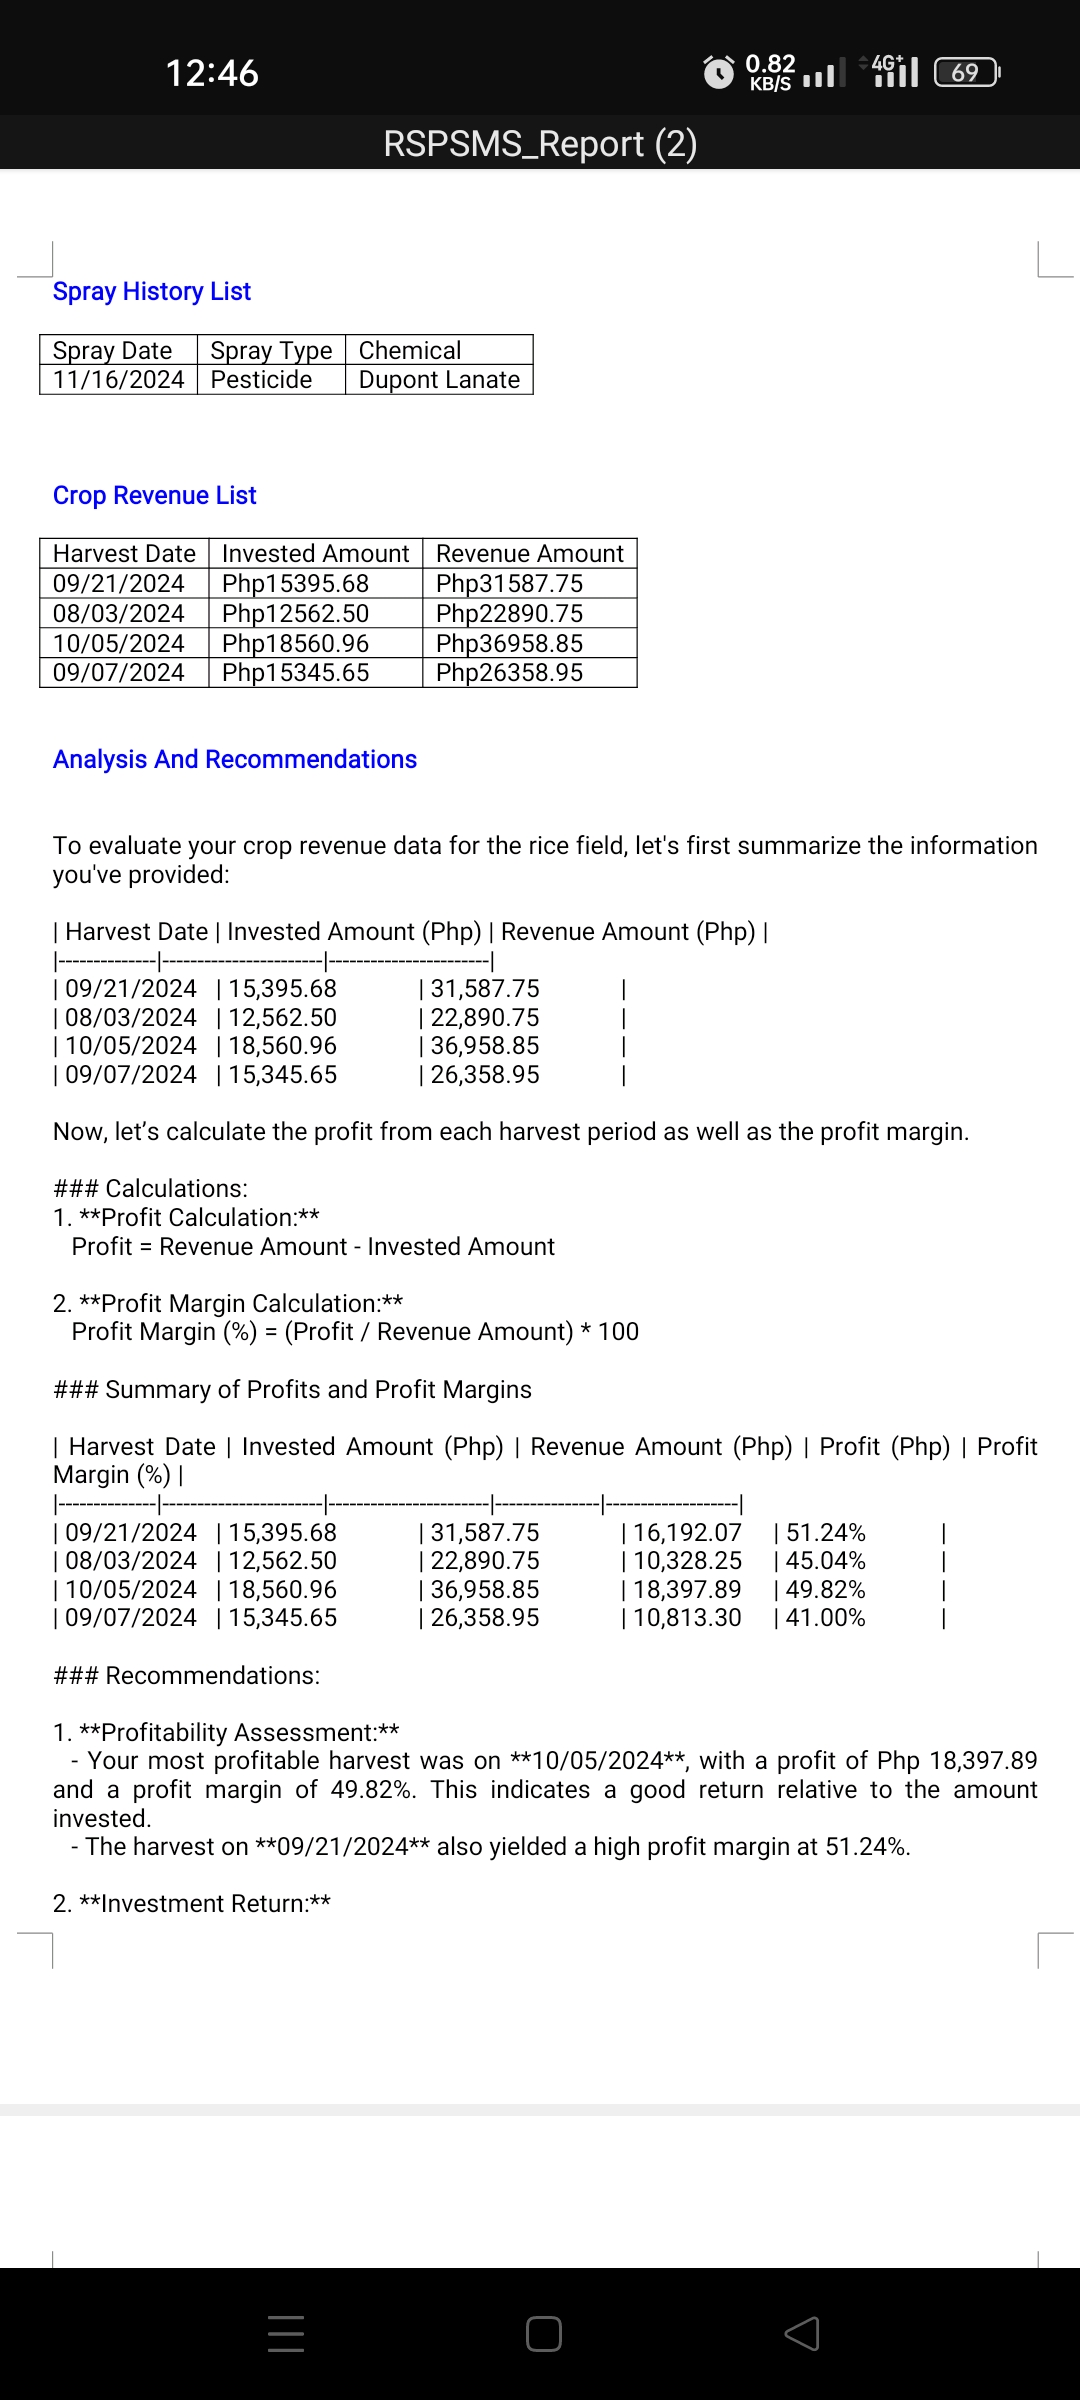 12:46
0.82
KB/S
4G+
69
RSPSMS_Report (2)
Spray History List
Spray Date Spray Type Chemical
11/16/2024 Pesticide Dupont Lanate
Crop Revenue List
Harvest Date Invested Amount Revenue Amount
09/21/2024 Php15395.68 Php31587.75
08/03/2024 Php12562.50 Php22890.75
10/05/2024 Php18560.96 Php36958.85
09/07/2024 Php15345.65 Php26358.95
Analysis And Recommendations
To evaluate your crop revenue data for the rice field, let's first summarize the information
you've provided:
| Harvest Date | Invested Amount (Php) | Revenue Amount (Php) |
|--------------|-----------------------|-----------------------|
| 09/21/2024 | 15,395.68 | 31,587.75 |
| 08/03/2024 | 12,562.50 | 22,890.75 |
| 10/05/2024 | 18,560.96 | 36,958.85 |
| 09/07/2024 | 15,345.65 | 26,358.95 |
Now, let’s calculate the profit from each harvest period as well as the profit margin.
### Calculations:
1. **Profit Calculation:**
Profit = Revenue Amount - Invested Amount
2. **Profit Margin Calculation:**
Profit Margin (%) = (Profit / Revenue Amount) * 100
### Summary of Profits and Profit Margins
| Harvest Date | Invested Amount (Php) | Revenue Amount (Php) | Profit (Php) | Profit
Margin (%) |
|--------------|-----------------------|-----------------------|---------------|-------------------|
| 09/21/2024 | 15,395.68 | 31,587.75 | 16,192.07 | 51.24% |
| 08/03/2024 | 12,562.50 | 22,890.75 | 10,328.25 | 45.04% |
| 10/05/2024 | 18,560.96 | 36,958.85 | 18,397.89 | 49.82% |
| 09/07/2024 | 15,345.65 | 26,358.95 | 10,813.30 | 41.00% |
### Recommendations:
1. **Profitability Assessment:**
- Your most profitable harvest was on **10/05/2024**, with a profit of Php 18,397.89
and a profit margin of 49.82%. This indicates a good return relative to the amount
invested.
- The harvest on **09/21/2024** also yielded a high profit margin at 51.24%.
2. **Investment Return:**